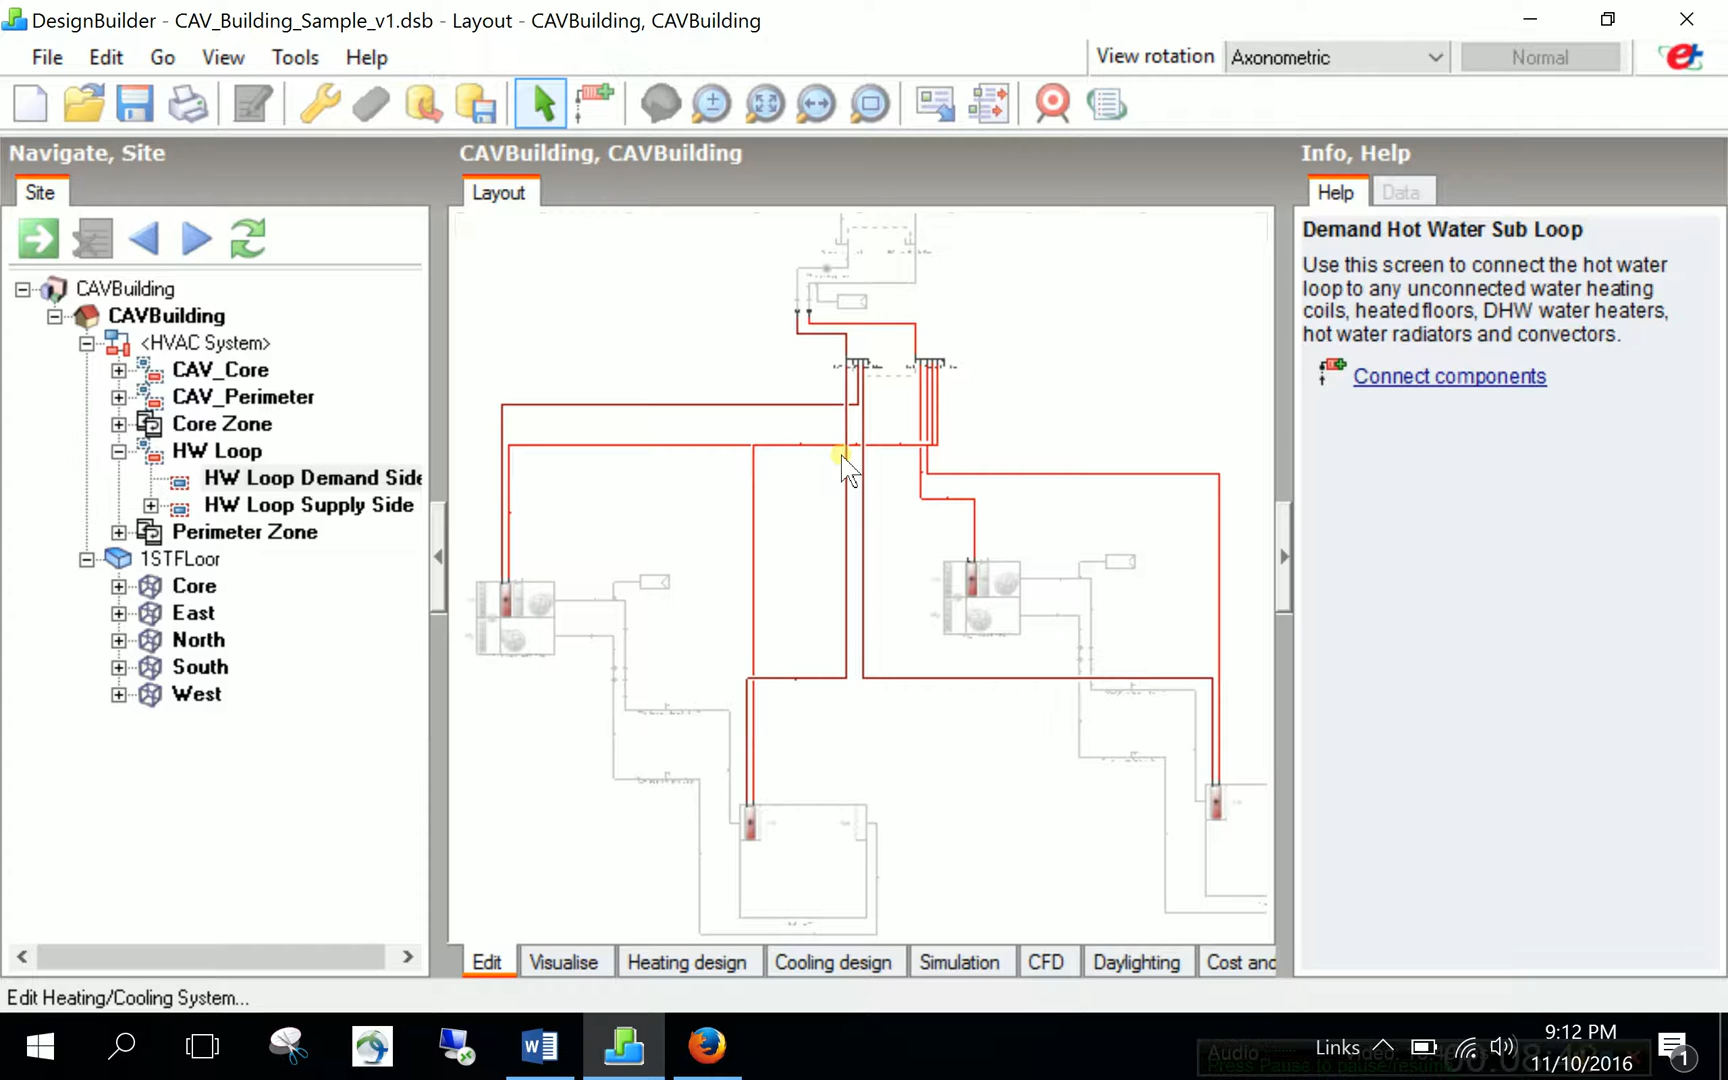 DesignBuilder - CAV_Building_Sample_v1.dsb - Layout - CAVBuilding, CAVBuilding
File Edit Go View Tools Help
View rotation Axonometric Normal
Navigate, Site
CAVBuilding, CAVBuilding
Info, Help
Site
Layout
Help Data
CAVBuilding
CAVBuilding
<HVAC System>
CAV_Core
CAV_Perimeter
Core Zone
HW Loop
HW Loop Demand Side
HW Loop Supply Side
Perimeter Zone
1STFLoor
Core
East
North
South
West
Demand Hot Water Sub Loop
Use this screen to connect the hot water
loop to any unconnected water heating
coils, heated floors, DHW water heaters,
hot water radiators and convectors.
Connect components
Edit Visualise Heating design Cooling design Simulation CFD Daylighting Cost and
Edit Heating/Cooling System...
Links
9:12 PM
11/10/2016
1